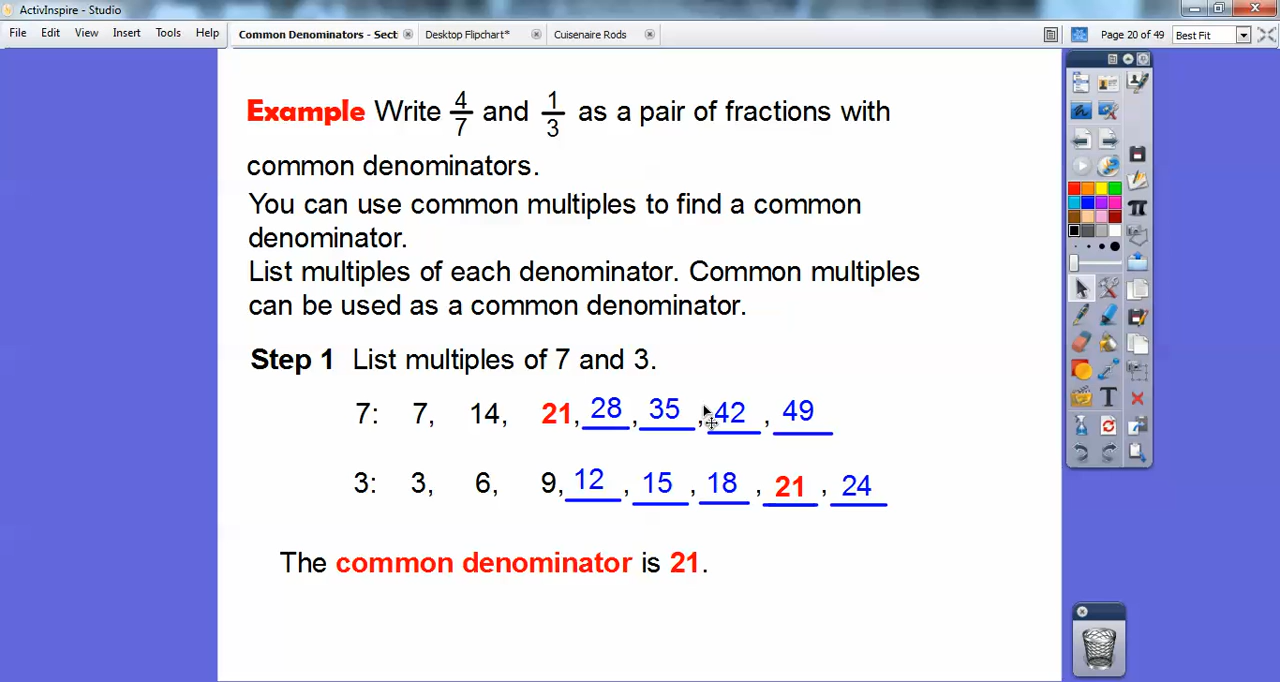 ActivInspire - Studio
File Edit View Insert Tools Help
Common Denominators - Sect
Desktop Flipchart*
Cuisenaire Rods
Page 20 of 49
Best Fit
Example Write 4/7 and 1/3 as a pair of fractions with
common denominators.
You can use common multiples to find a common
denominator.
List multiples of each denominator. Common multiples
can be used as a common denominator.
Step 1 List multiples of 7 and 3.
7: 7, 14, 21, 28, 35, 42, 49
3: 3, 6, 9, 12, 15, 18, 21, 24
The common denominator is 21.